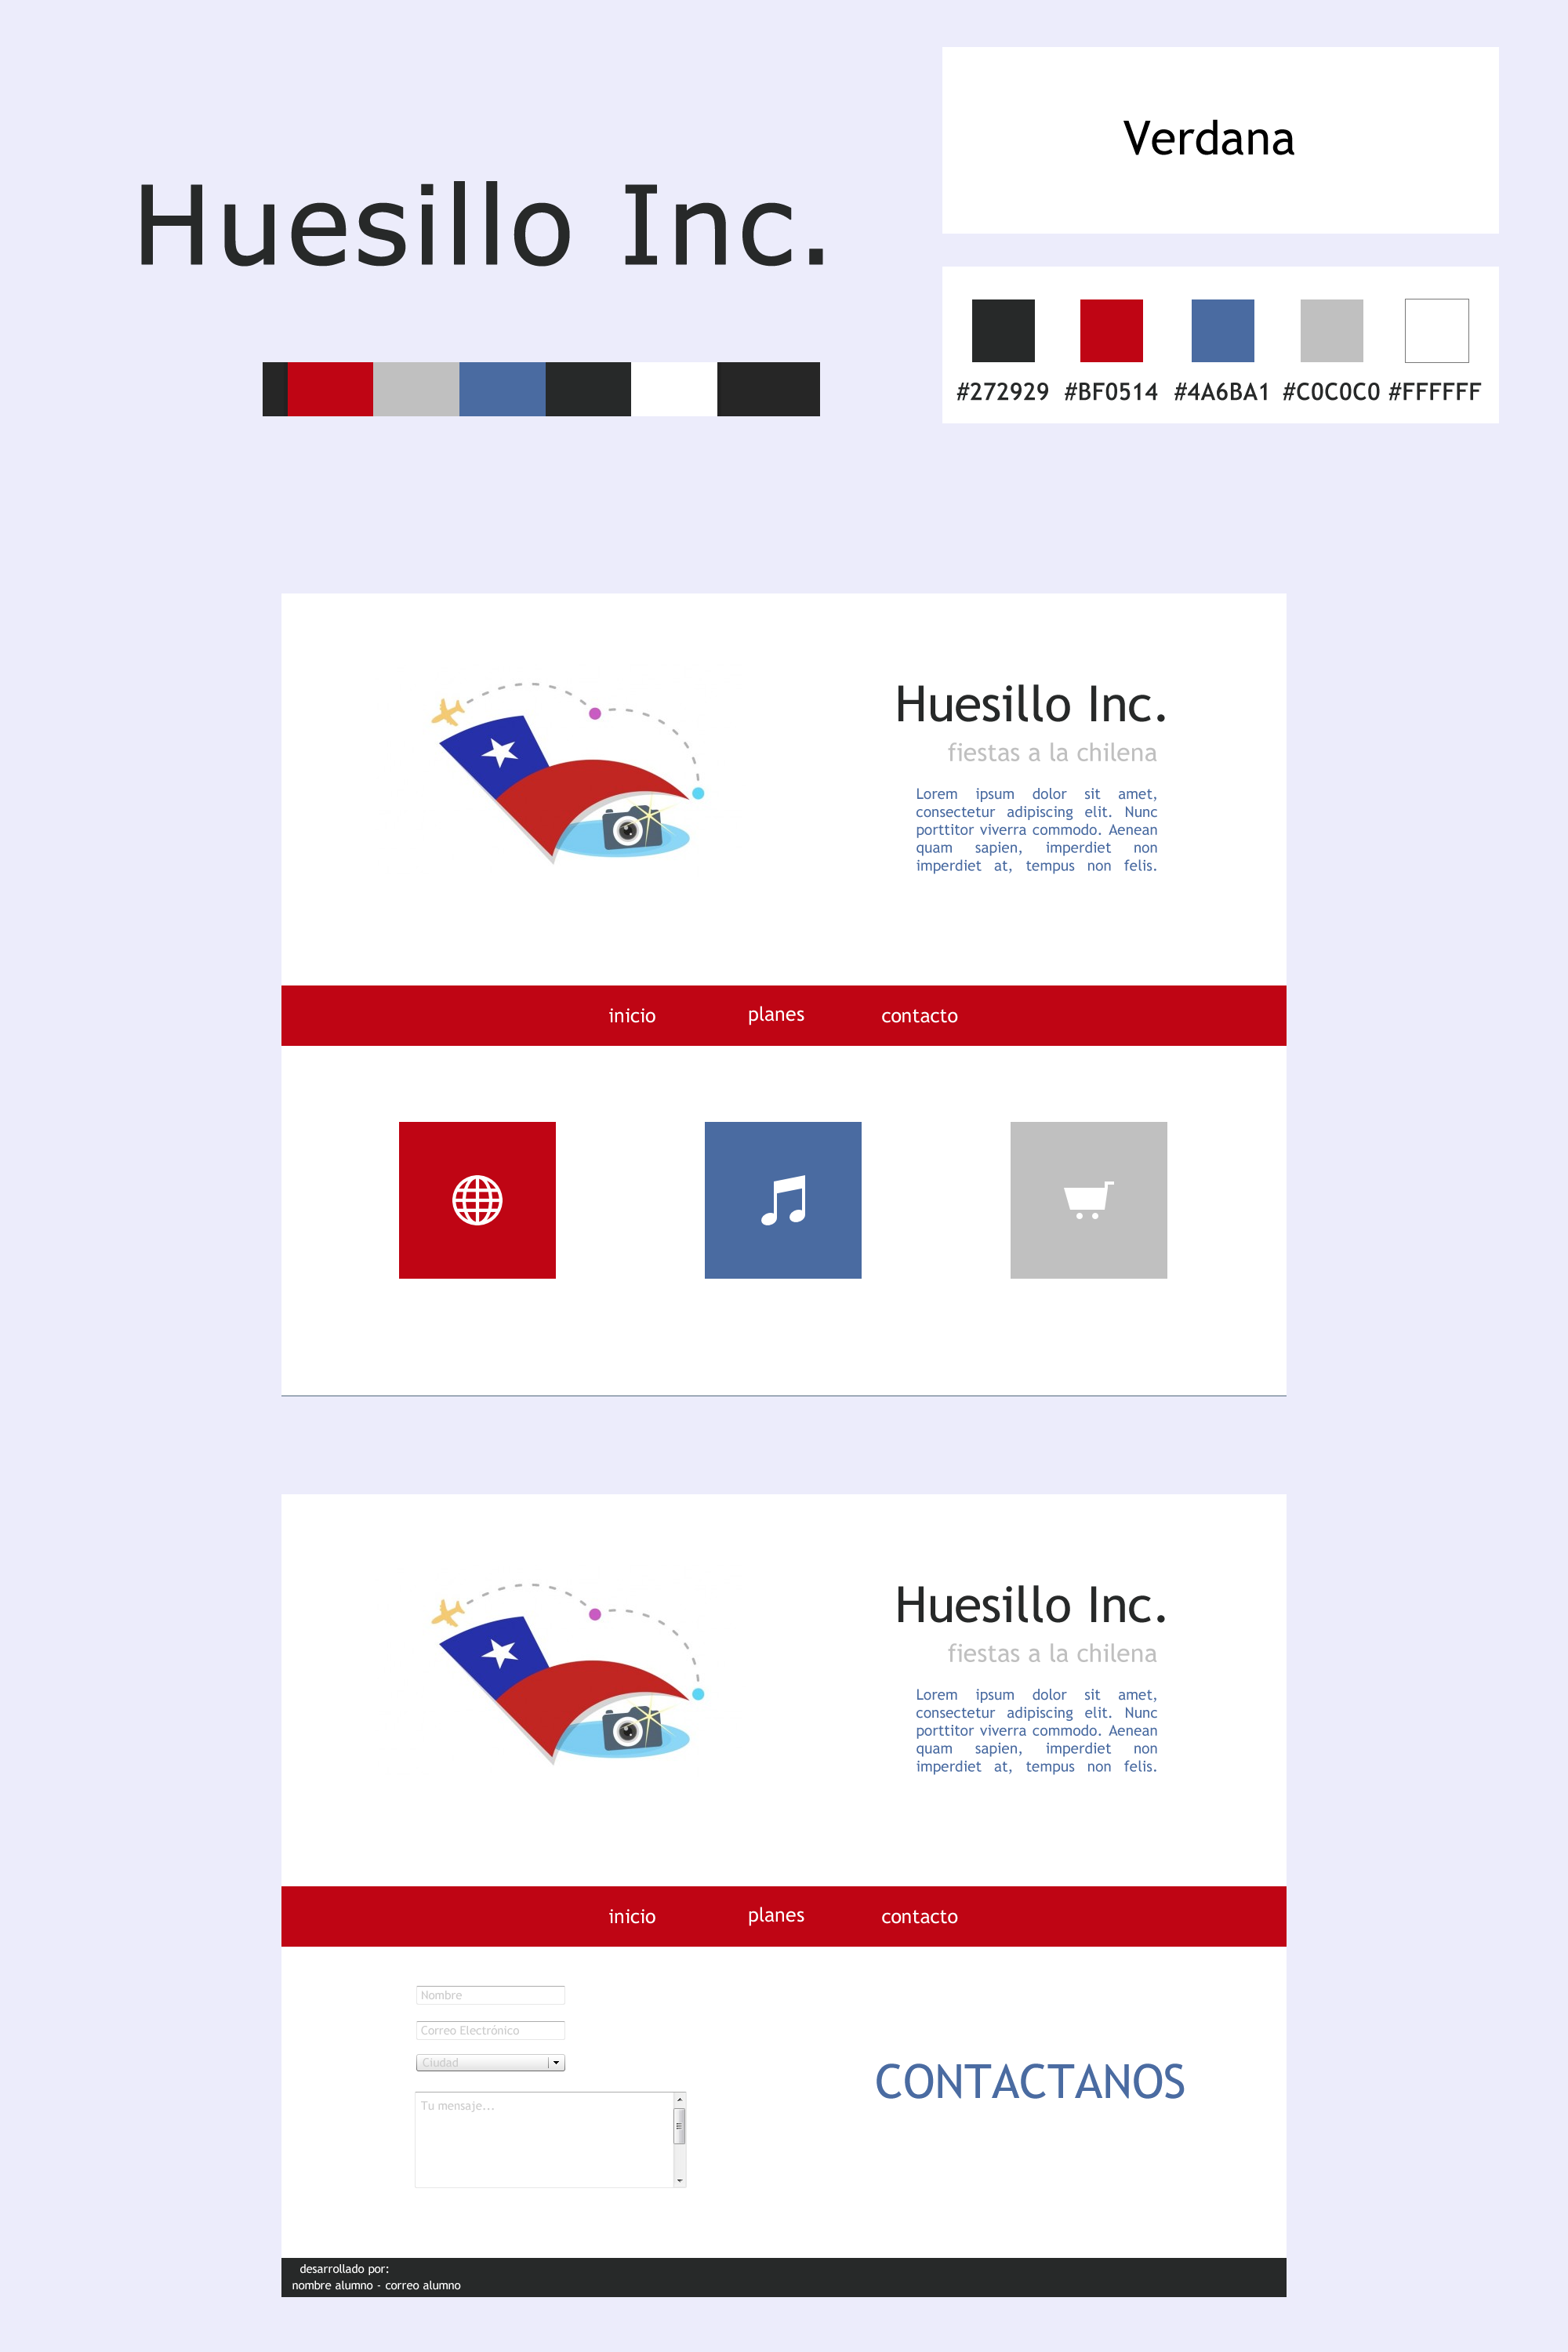 Huesillo Inc.
Verdana
#272929 #BF0514 #4A6BA1 #C0C0C0 #FFFFFF
Huesillo Inc.
fiestas a la chilena
Lorem ipsum dolor sit amet,
consectetur adipiscing elit. Nunc
porttitor viverra commodo. Aenean
quam sapien, imperdiet non
imperdiet at, tempus non felis.
inicio planes contacto
Huesillo Inc.
fiestas a la chilena
Lorem ipsum dolor sit amet,
consectetur adipiscing elit. Nunc
porttitor viverra commodo. Aenean
quam sapien, imperdiet non
imperdiet at, tempus non felis.
inicio planes contacto
Nombre
Correo Electrónico
Ciudad
Tu mensaje...
CONTACTANOS
desarrollado por:
nombre alumno - correo alumno